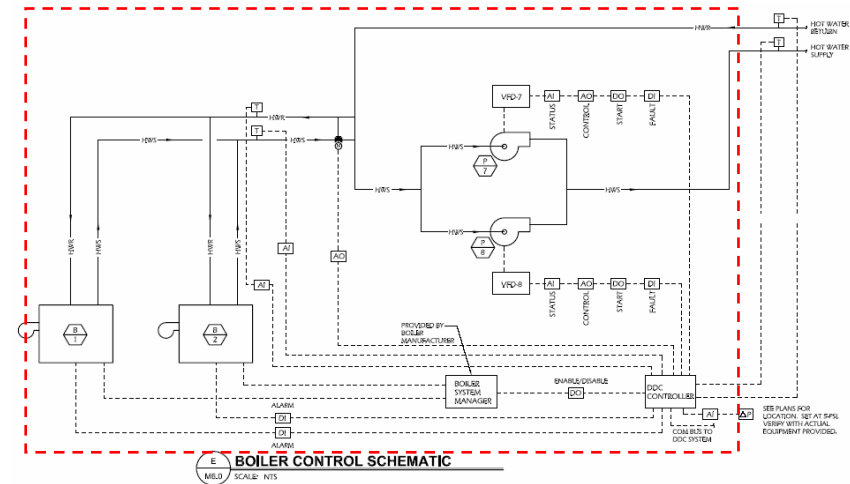 HWR
HOT WATER
RETURN
T
T
HOT WATER
SUPPLY
VFD-7
AI
AO
DO
DI
STATUS
CONTROL
START
FAULT
T
HWR
T
HWS
HWS
M
HWS
P
7
HWS
HWS
HWS
P
8
HWR
HWS
HWR
HWS
AI
AO
AI
VFD-8
AI
AO
DO
DI
STATUS
CONTROL
START
FAULT
B
1
B
2
PROVIDED BY
BOILER
MANUFACTURER
BOILER
SYSTEM
MANAGER
ENABLE/DISABLE
DO
DDC
CONTROLLER
AI
ΔP
SEE PLANS FOR
LOCATION. SET AT 5 PSI.
VERIFY WITH ACTUAL
EQUIPMENT PROVIDED.
ALARM
DI
DI
ALARM
COM BUS TO
DDC SYSTEM
E
M6.0
BOILER CONTROL SCHEMATIC
SCALE: NTS